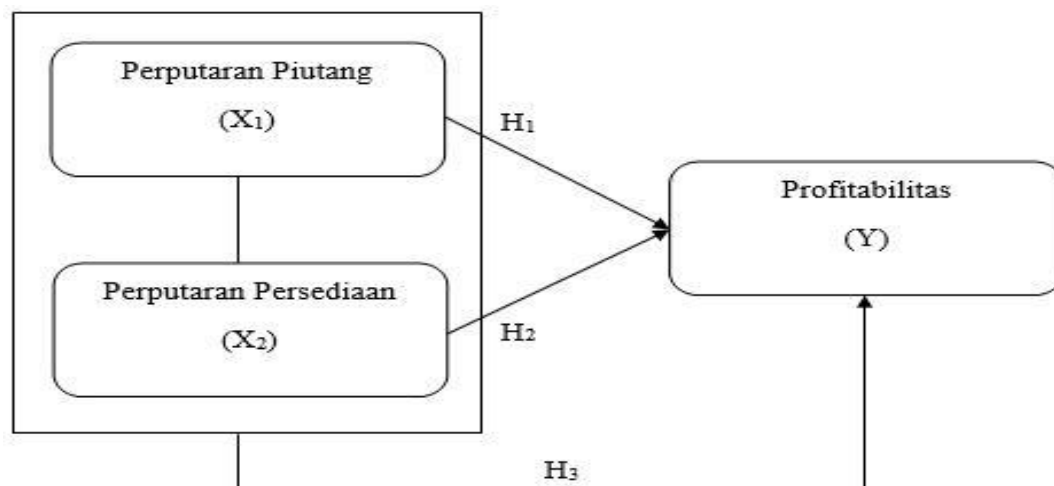 Perputaran Piutang
(X₁)
H₁
Profitabilitas
(Y)
Perputaran Persediaan
(X₂)
H₂
H₃